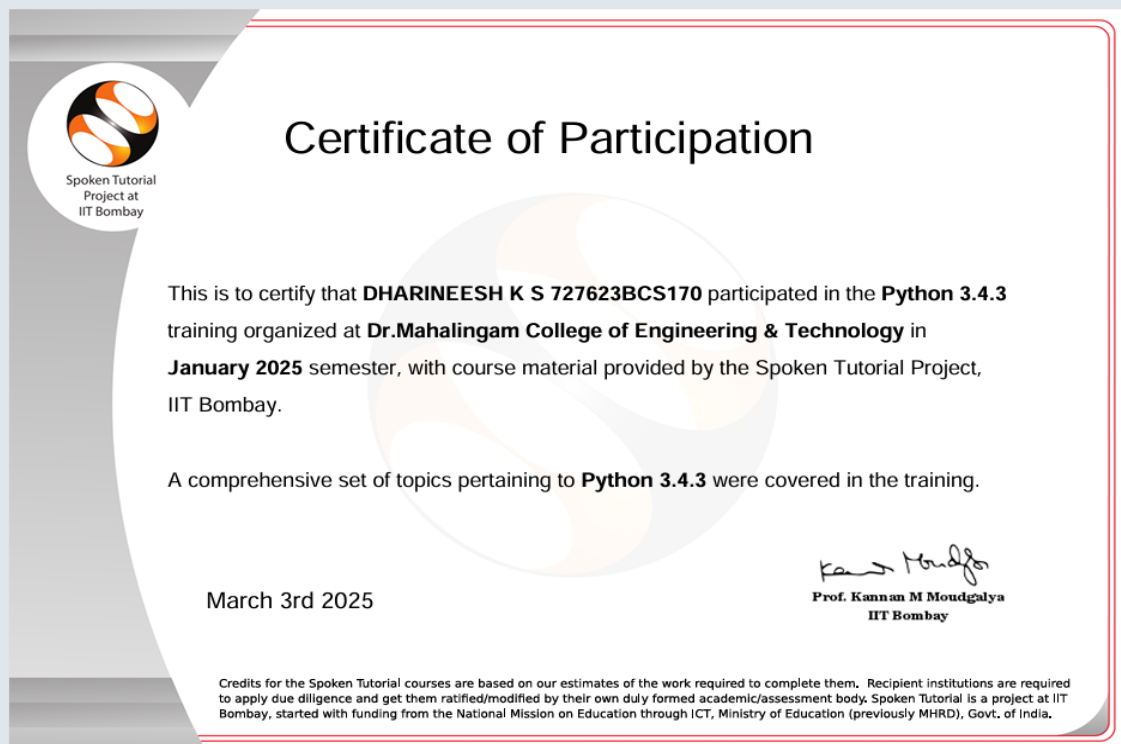 Spoken Tutorial
Project at
IIT Bombay
Certificate of Participation
This is to certify that DHARINEESH K S 727623BCS170 participated in the Python 3.4.3
training organized at Dr.Mahalingam College of Engineering & Technology in
January 2025 semester, with course material provided by the Spoken Tutorial Project,
IIT Bombay.
A comprehensive set of topics pertaining to Python 3.4.3 were covered in the training.
March 3rd 2025
Prof. Kannan M Moudgalya
IIT Bombay
Credits for the Spoken Tutorial courses are based on our estimates of the work required to complete them. Recipient institutions are required
to apply due diligence and get them ratified/modified by their own duly formed academic/assessment body. Spoken Tutorial is a project at IIT
Bombay, started with funding from the National Mission on Education through ICT, Ministry of Education (previously MHRD), Govt. of India.